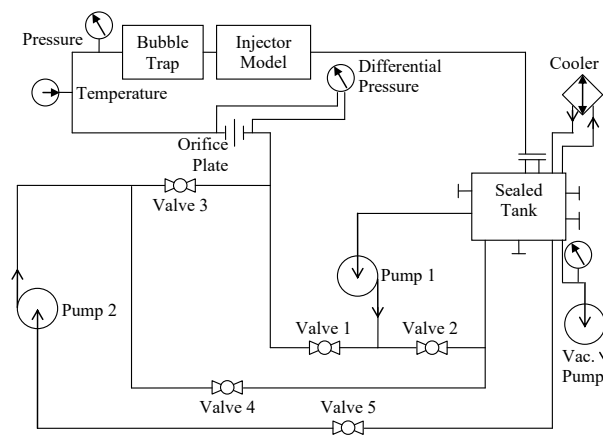 Pressure
Bubble
Trap
Injector
Model
Cooler
Differential
Pressure
Temperature
Orifice
Plate
Sealed
Tank
Valve 3
Pump 1
Pump 2
Valve 1
Valve 2
Vac.
Pump
Valve 4
Valve 5